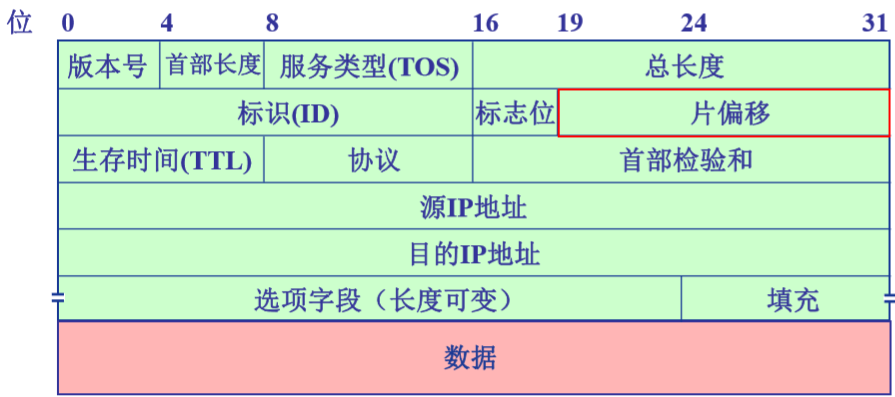 位 0 4 8 16 19 24 31
版本号 首部长度 服务类型(TOS) 总长度
标识(ID) 标志位 片偏移
生存时间(TTL) 协议 首部检验和
源IP地址
目的IP地址
选项字段（长度可变） 填充
数据